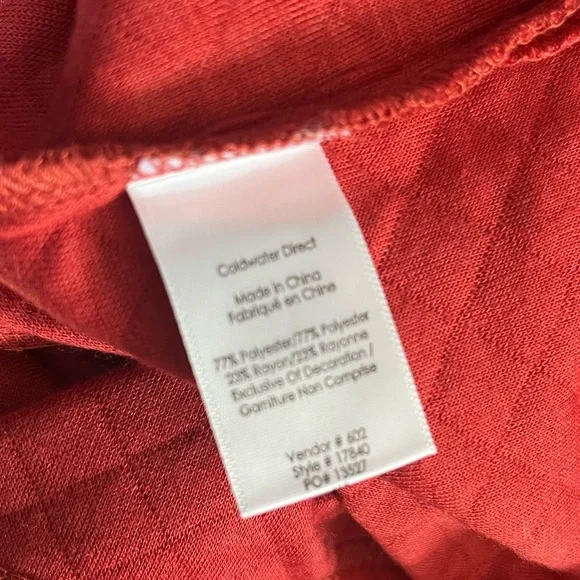 Coldwater Direct
Made In China
Fabriqué en Chine
77% Polyester/77% Polyester
23% Rayon/23% Rayonne
Exclusive Of Decoration/
Garniture Non Comprise
Vendor # 602
Style # 17840
PO# 13527